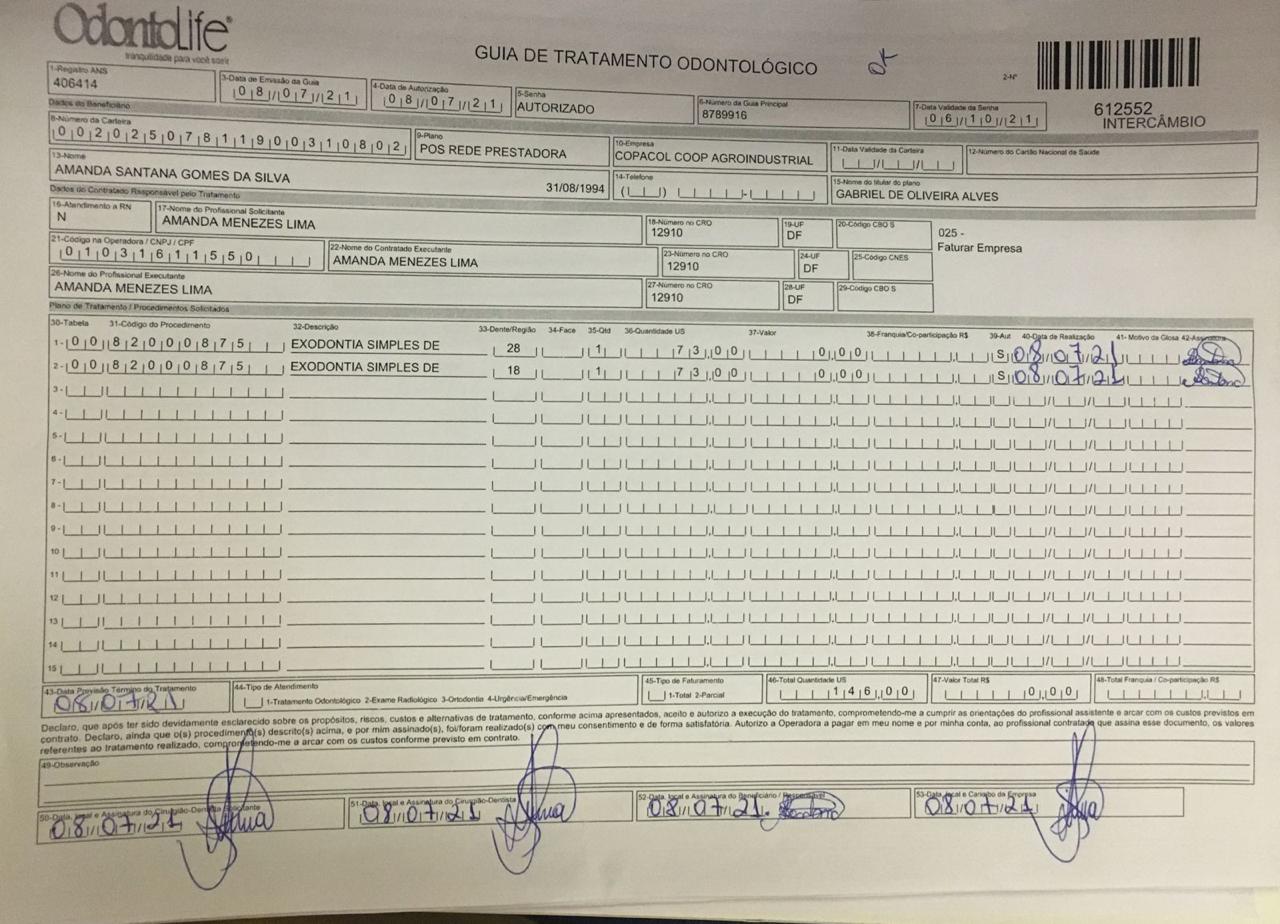 OdontoLife®
tranquilidade para você sorrir
GUIA DE TRATAMENTO ODONTOLÓGICO
2-Nº
612552
INTERCÂMBIO
1-Registro ANS 3-Data de Emissão da Guia 4-Data de Autorização 5-Senha 6-Número da Guia Principal 7-Data Validade da Senha
406414 08/07/21 08/07/21 AUTORIZADO 8789916 06/10/21
Dados do Beneficiário
8-Número da Carteira 9-Plano 10-Empresa 11-Data Validade da Carteira 12-Número do Cartão Nacional de Saúde
00202507811900310802 POS REDE PRESTADORA COPACOL COOP AGROINDUSTRIAL
13-Nome 14-Telefone 15-Nome do titular do plano
AMANDA SANTANA GOMES DA SILVA 31/08/1994 GABRIEL DE OLIVEIRA ALVES
Dados do Contratado Responsável pelo Tratamento
16-Atendimento a RN 17-Nome do Profissional Solicitante 18-Número no CRO 19-UF 20-Código CBO S
N AMANDA MENEZES LIMA 12910 DF
025 -
Faturar Empresa
21-Código na Operadora / CNPJ / CPF 22-Nome do Contratado Executante 23-Número no CRO 24-UF 25-Código CNES
01031611550 AMANDA MENEZES LIMA 12910 DF
26-Nome do Profissional Executante 27-Número no CRO 28-UF 29-Código CBO S
AMANDA MENEZES LIMA 12910 DF
Plano de Tratamento / Procedimentos Solicitados
30-Tabela 31-Código do Procedimento 32-Descrição 33-Dente/Região 34-Face 35-Qtd 36-Quantidade US 37-Valor 38-Franquia/Co-participação R$ 39-Aut 40-Data de Realização 41- Motivo da Glosa 42-Assinatura
1- 00 82000875 EXODONTIA SIMPLES DE 28 1 73,00 0,00 S 08/07/21
2- 00 82000875 EXODONTIA SIMPLES DE 18 1 73,00 0,00 S 08/07/21
3-
4-
5-
6-
7-
8-
9-
10
11
12
13
14
15
43-Data Previsão Término do Tratamento 44-Tipo de Atendimento 45-Tipo de Faturamento 46-Total Quantidade US 47-Valor Total R$ 48-Total Franquia / Co-participação R$
08/07/21 1-Tratamento Odontológico 2-Exame Radiológico 3-Ortodontia 4-Urgência/Emergência 1-Total 2-Parcial 146,00 0,00
Declaro, que após ter sido devidamente esclarecido sobre os propósitos, riscos, custos e alternativas de tratamento, conforme acima apresentados, aceito e autorizo a execução do tratamento, comprometendo-me a cumprir as orientações do profissional assistente e arcar com os custos previstos em
contrato. Declaro, ainda que o(s) procedimento(s) descrito(s) acima, e por mim assinado(s), foi/foram realizado(s) com meu consentimento e de forma satisfatória. Autorizo a Operadora a pagar em meu nome e por minha conta, ao profissional contratado que assina esse documento, os valores
referentes ao tratamento realizado, comprometendo-me a arcar com os custos conforme previsto em contrato.
49-Observação
50-Data, local e Assinatura do Cirurgião-Dentista Solicitante 51-Data, local e Assinatura do Cirurgião-Dentista 52-Data, local e Assinatura do Beneficiário / Responsável 53-Data, local e Carimbo da Empresa
08/07/21 08/07/21 08/07/21. 08/07/21